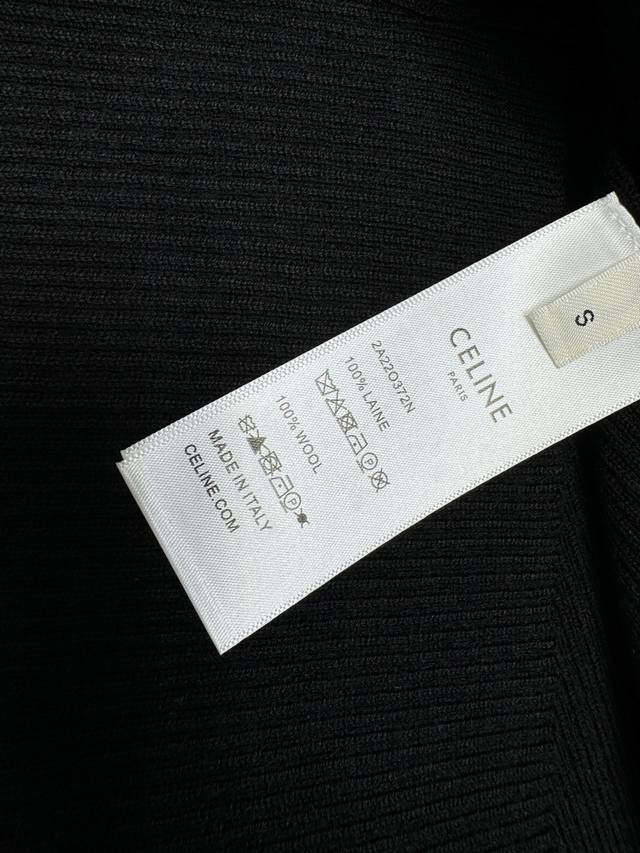 S
CELINE
PARIS
2A22O372N
100% LAINE
100% WOOL
MADE IN ITALY
CELINE.COM